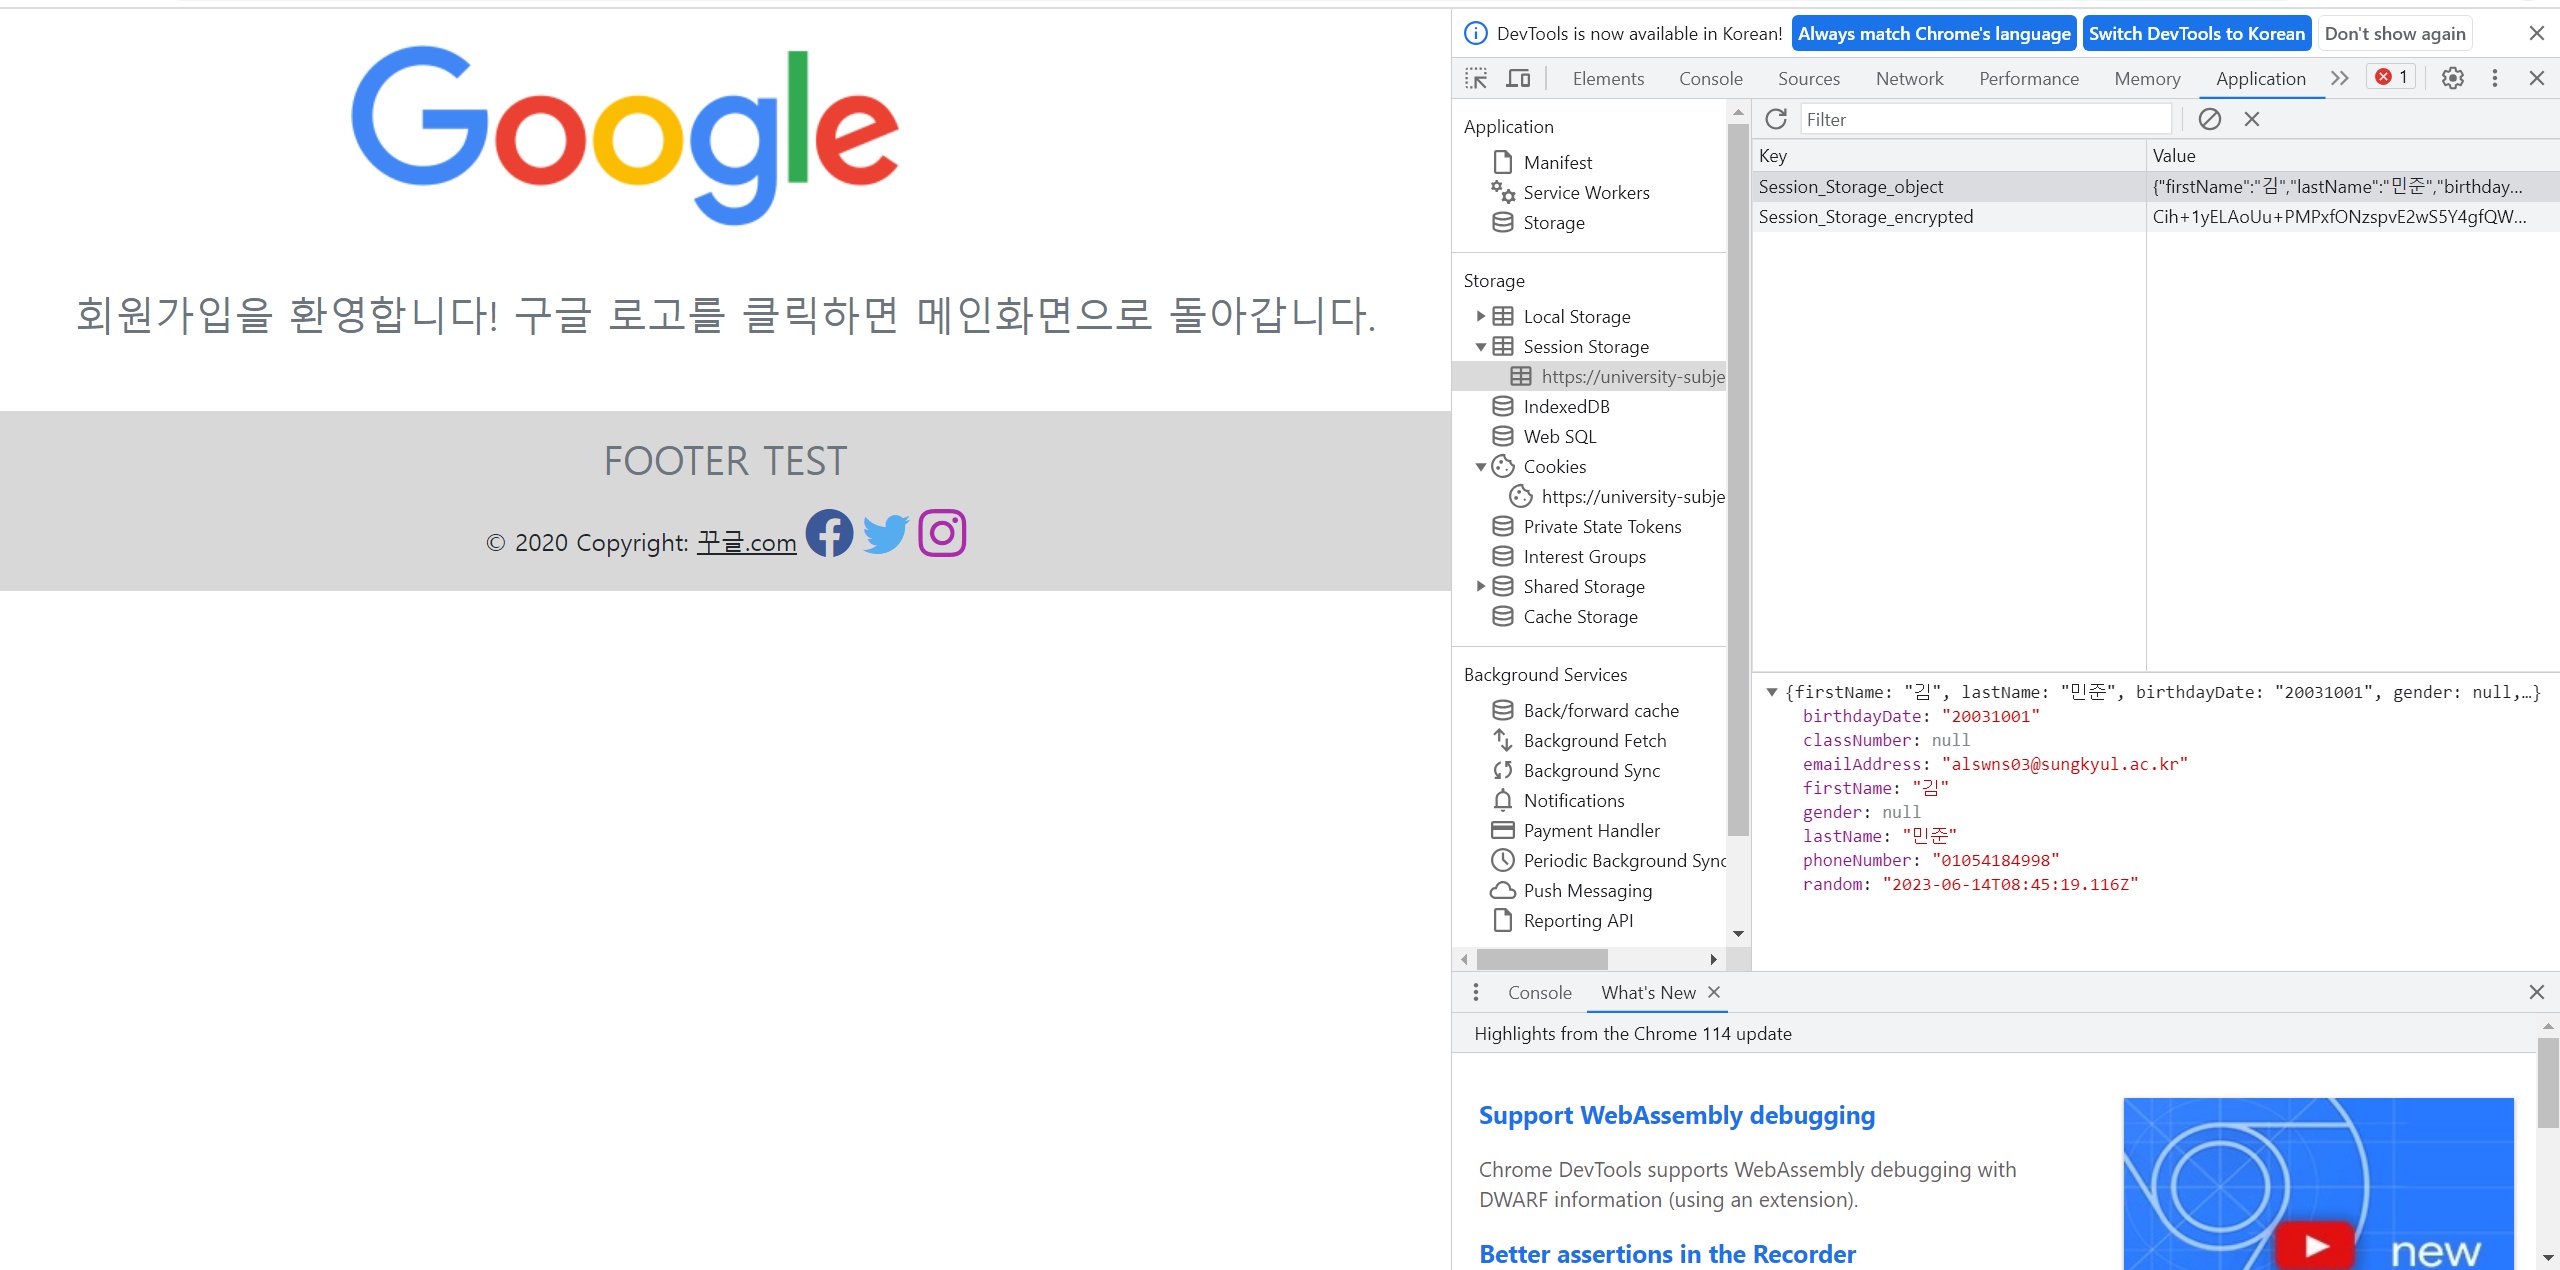 Google
회원가입을 환영합니다! 구글 로고를 클릭하면 메인화면으로 돌아갑니다.
FOOTER TEST
© 2020 Copyright: 꾸글.com
DevTools is now available in Korean! Always match Chrome's language Switch DevTools to Korean Don't show again
Elements Console Sources Network Performance Memory Application 1
Application
Manifest
Service Workers
Storage
Storage
Local Storage
Session Storage
https://university-subje
IndexedDB
Web SQL
Cookies
https://university-subje
Private State Tokens
Interest Groups
Shared Storage
Cache Storage
Background Services
Back/forward cache
Background Fetch
Background Sync
Notifications
Payment Handler
Periodic Background Sync
Push Messaging
Reporting API
Filter
Key Value
Session_Storage_object {"firstName":"김","lastName":"민준","birthday...
Session_Storage_encrypted Cih+1yELAoUu+PMPxfONzspvE2wS5Y4gfQW...
{firstName: "김", lastName: "민준", birthdayDate: "20031001", gender: null,…}
birthdayDate: "20031001"
classNumber: null
emailAddress: "alswns03@sungkyul.ac.kr"
firstName: "김"
gender: null
lastName: "민준"
phoneNumber: "01054184998"
random: "2023-06-14T08:45:19.116Z"
Console What's New
Highlights from the Chrome 114 update
Support WebAssembly debugging
Chrome DevTools supports WebAssembly debugging with
DWARF information (using an extension).
Better assertions in the Recorder
new